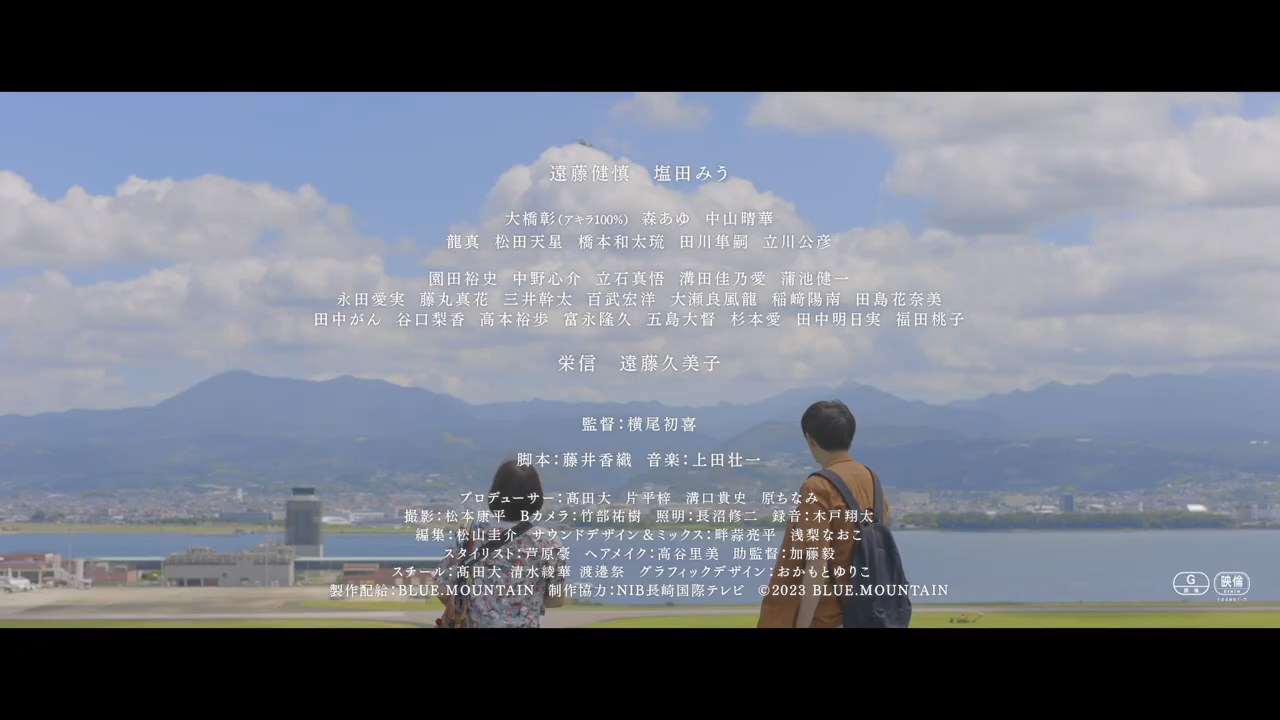 遠藤健慎　塩田みう
大橋彰(アキラ100%)　森あゆ　中山晴華
龍真　松田天星　橋本和太琉　田川隼嗣　立川公彦
園田裕史　中野心介　立石真悟　溝田佳乃愛　蒲池健一
永田愛実　藤丸真花　三井幹太　百武宏洋　大瀬良風龍　稲﨑陽南　田島花奈美
田中がん　谷口梨香　高本裕歩　富永隆久　五島大督　杉本愛　田中明日実　福田桃子
栄信　遠藤久美子
監督：横尾初喜
脚本：藤井香織　音楽：上田壮一
プロデューサー：髙田大　片平梓　溝口貴史　原ちなみ
撮影：松本康平　Bカメラ：竹部祐樹　照明：長沼修二　録音：木戸翔太
編集：松山圭介　サウンドデザイン＆ミックス：畔蒜亮平　浅梨なおこ
スタイリスト：芦原豪　ヘアメイク：高谷里美　助監督：加藤毅
スチール：髙田大 清水綾華 渡邊祭　グラフィックデザイン：おかもとゆりこ
製作配給：BLUE.MOUNTAIN　制作協力：NIB長崎国際テレビ　©2023 BLUE.MOUNTAIN
G
映倫